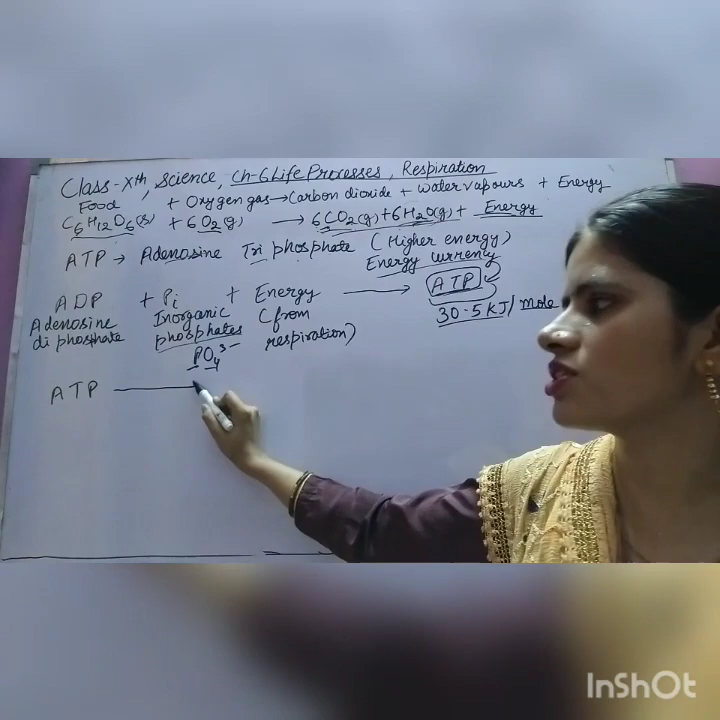 Class-Xth, Science, Ch-6 Life Processes, Respiration
Food + Oxygen gas → Carbon dioxide + Water vapours + Energy
C6H12O6(s) + 6O2(g) → 6CO2(g) + 6H2O(g) + Energy
ATP → Adenosine Tri phosphate (Higher energy)
Energy currency
ADP + Pi + Energy → ATP
Adenosine Inorganic (from 30.5 KJ/mole
di phosphate phosphates respiration)
PO4³⁻
ATP
InShOt